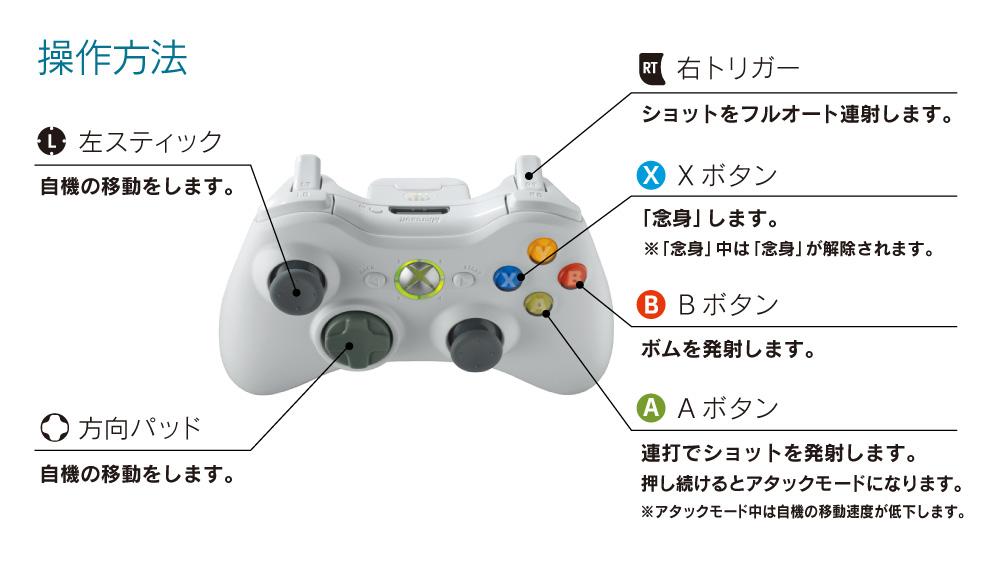 操作方法
L 左スティック
自機の移動をします。
方向パッド
自機の移動をします。
RT 右トリガー
ショットをフルオート連射します。
X X ボタン
「念身」します。
※「念身」中は「念身」が解除されます。
B B ボタン
ボムを発射します。
A A ボタン
連打でショットを発射します。
押し続けるとアタックモードになります。
※アタックモード中は自機の移動速度が低下します。
BACK
START
Y
X
B
A